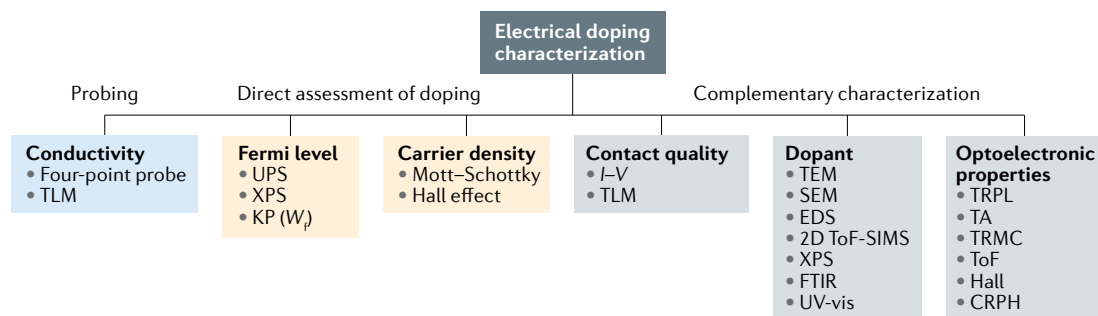 Electrical doping
characterization
Probing
Direct assessment of doping
Complementary characterization
Conductivity
• Four-point probe
• TLM
Fermi level
• UPS
• XPS
• KP (Wf)
Carrier density
• Mott–Schottky
• Hall effect
Contact quality
• I–V
• TLM
Dopant
• TEM
• SEM
• EDS
• 2D ToF-SIMS
• XPS
• FTIR
• UV-vis
Optoelectronic
properties
• TRPL
• TA
• TRMC
• ToF
• Hall
• CRPH